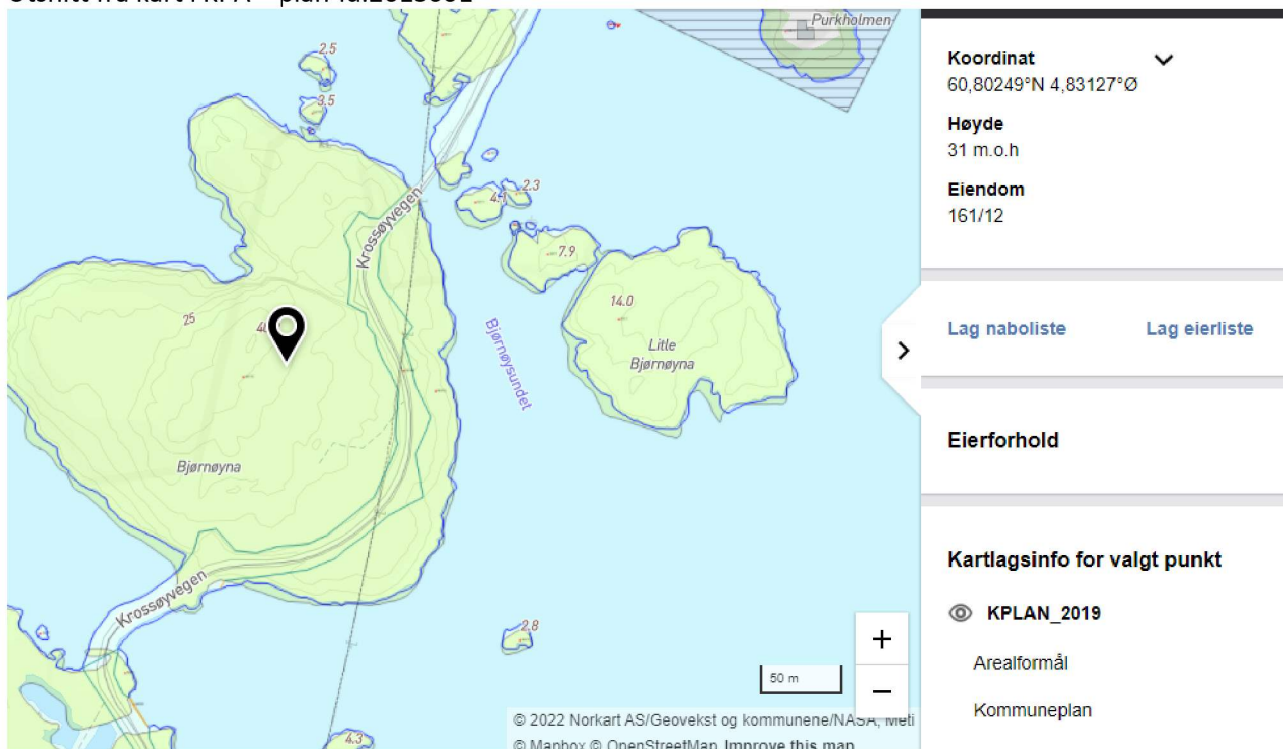 Purkholmen
2.5
3.5
2.3
Krossøyvegen
7.9
14.0
25
Bjørnøysundet
Litle
Bjørnøyna
Bjørnøyna
Krossøyvegen
2.8
4.3
50 m
+
−
© 2022 Norkart AS/Geovekst og kommunene/NASA, Meti
© Mapbox © OpenStreetMap Improve this map
Koordinat
60,80249°N 4,83127°Ø
Høyde
31 m.o.h
Eiendom
161/12
Lag naboliste Lag eierliste
Eierforhold
Kartlagsinfo for valgt punkt
KPLAN_2019
Arealformål
Kommuneplan